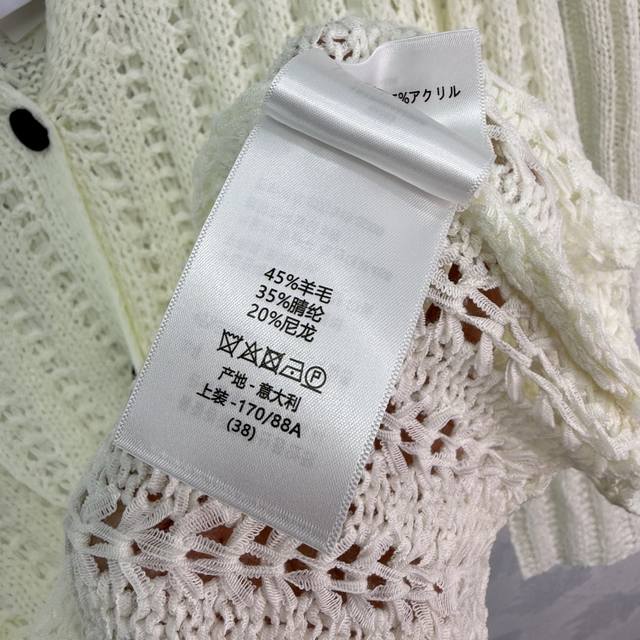 %アクリル
45%羊毛
35%腈纶
20%尼龙
产地 - 意大利
上装 -170/88A
(38)